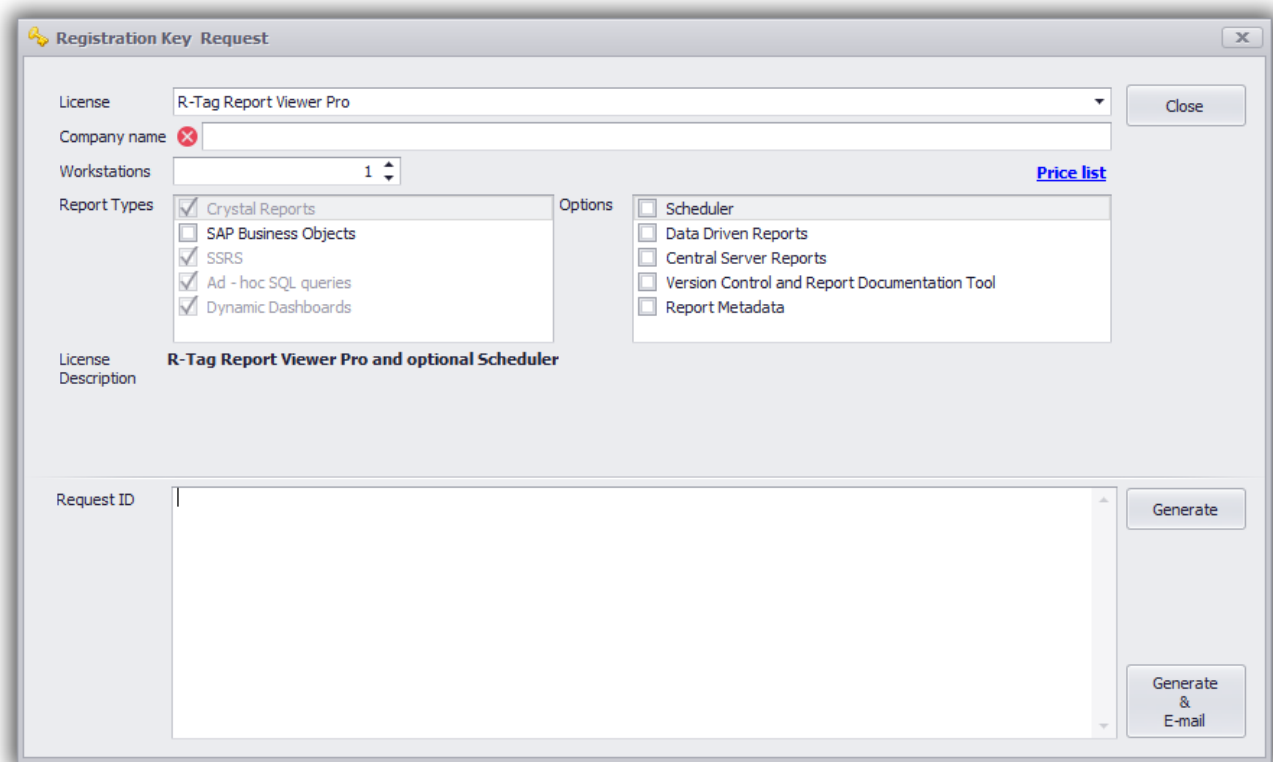 Registration Key Request
License R-Tag Report Viewer Pro Close
Company name
Workstations 1 Price list
Report Types Crystal Reports Options Scheduler
SAP Business Objects Data Driven Reports
SSRS Central Server Reports
Ad - hoc SQL queries Version Control and Report Documentation Tool
Dynamic Dashboards Report Metadata
License R-Tag Report Viewer Pro and optional Scheduler
Description
Request ID Generate
Generate
&
E-mail